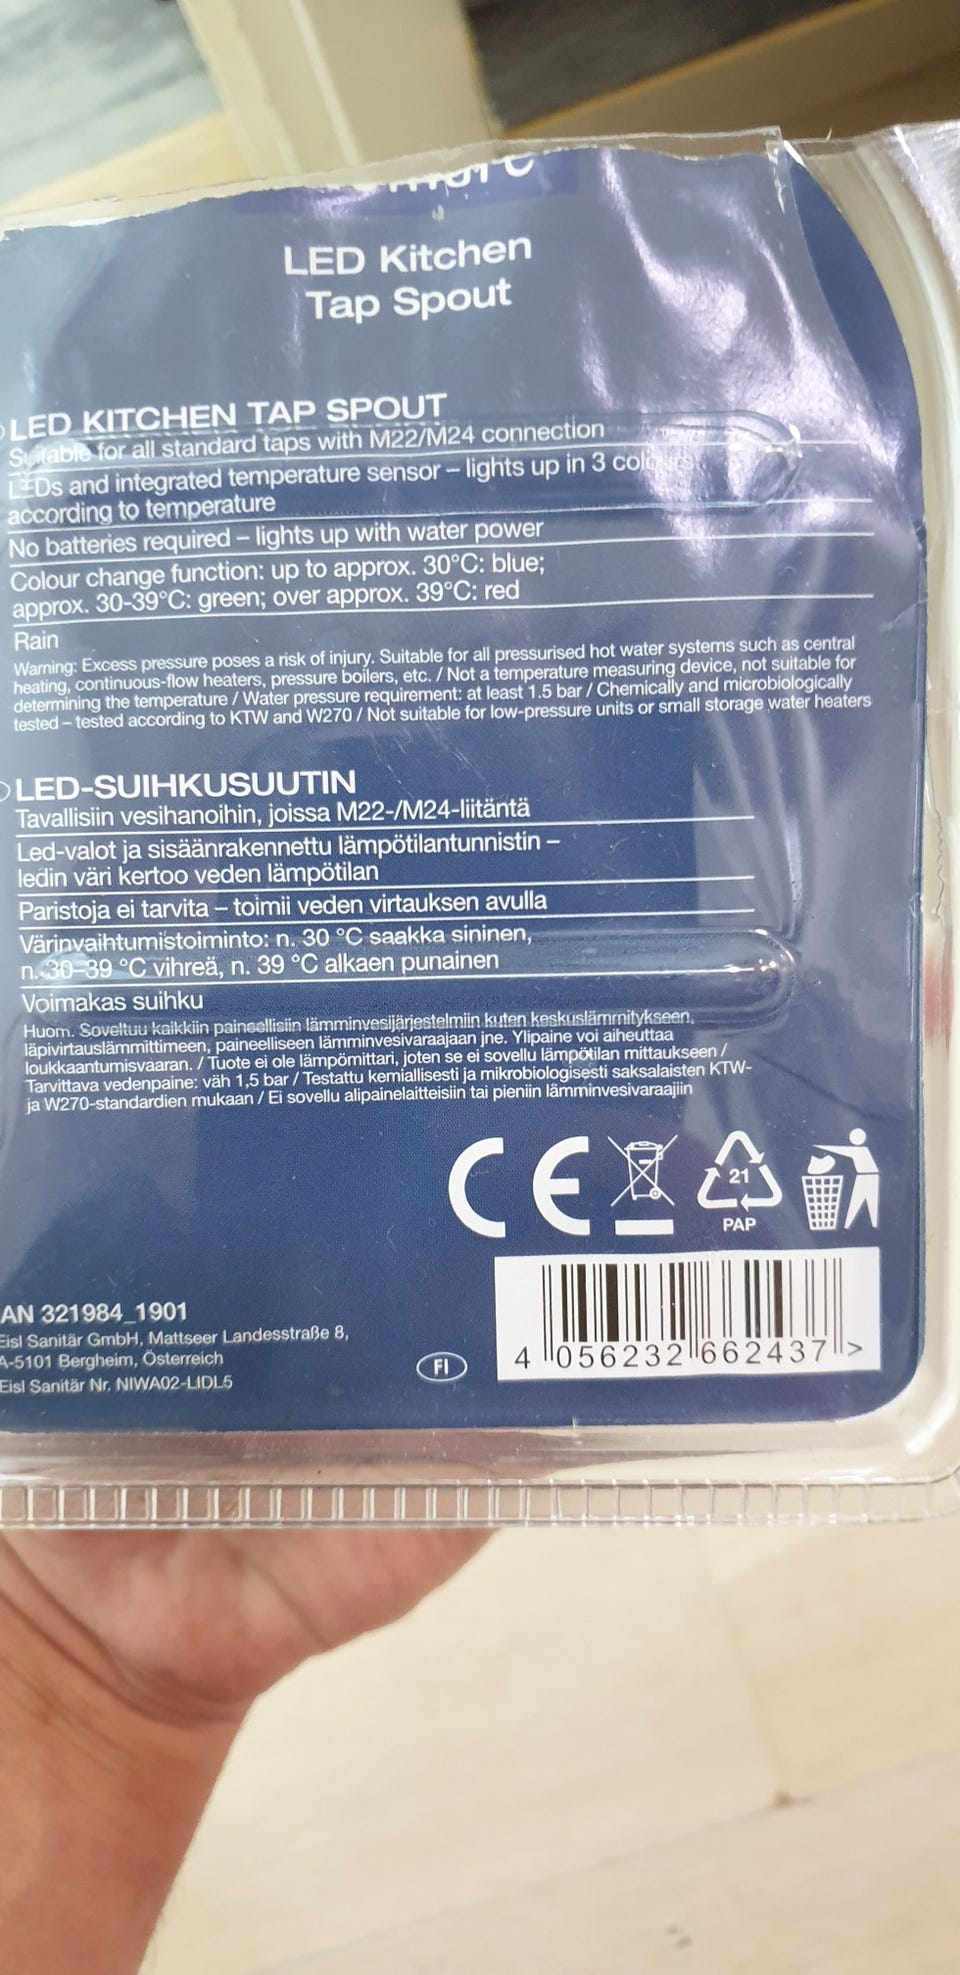 LED Kitchen
Tap Spout
LED KITCHEN TAP SPOUT
Suitable for all standard taps with M22/M24 connection
LEDs and integrated temperature sensor – lights up in 3 colours
according to temperature
No batteries required – lights up with water power
Colour change function: up to approx. 30°C: blue;
approx. 30-39°C: green; over approx. 39°C: red
Rain
Warning: Excess pressure poses a risk of injury. Suitable for all pressurised hot water systems such as central
heating, continuous-flow heaters, pressure boilers, etc. / Not a temperature measuring device, not suitable for
determining the temperature / Water pressure requirement: at least 1.5 bar / Chemically and microbiologically
tested – tested according to KTW and W270 / Not suitable for low-pressure units or small storage water heaters
LED-SUIHKUSUUTIN
Tavallisiin vesihanoihin, joissa M22-/M24-liitäntä
Led-valot ja sisäänrakennettu lämpötilantunnistin –
ledin väri kertoo veden lämpötilan
Paristoja ei tarvita – toimii veden virtauksen avulla
Värinvaihtumistoiminto: n. 30 °C saakka sininen,
n. 30–39 °C vihreä, n. 39 °C alkaen punainen
Voimakas suihku
Huom. Soveltuu kaikkiin paineellisiin lämminvesijärjestelmiin kuten keskuslämmitykseen,
läpivirtauslämmittimeen, paineelliseen lämminvesivaraajaan jne. Ylipaine voi aiheuttaa
loukkaantumisvaaran. / Tuote ei ole lämpömittari, joten se ei sovellu lämpötilan mittaukseen /
Tarvittava vedenpaine: väh 1,5 bar / Testattu kemiallisesti ja mikrobiologisesti saksalaisten KTW-
ja W270-standardien mukaan / Ei sovellu alipainelaitteisiin tai pieniin lämminvesivaraajiin
CE
21
PAP
AN 321984_1901
Eisl Sanitär GmbH, Mattseer Landesstraße 8,
A-5101 Bergheim, Österreich
Eisl Sanitär Nr. NIWA02-LIDL5
FI
4 056232 662437 >